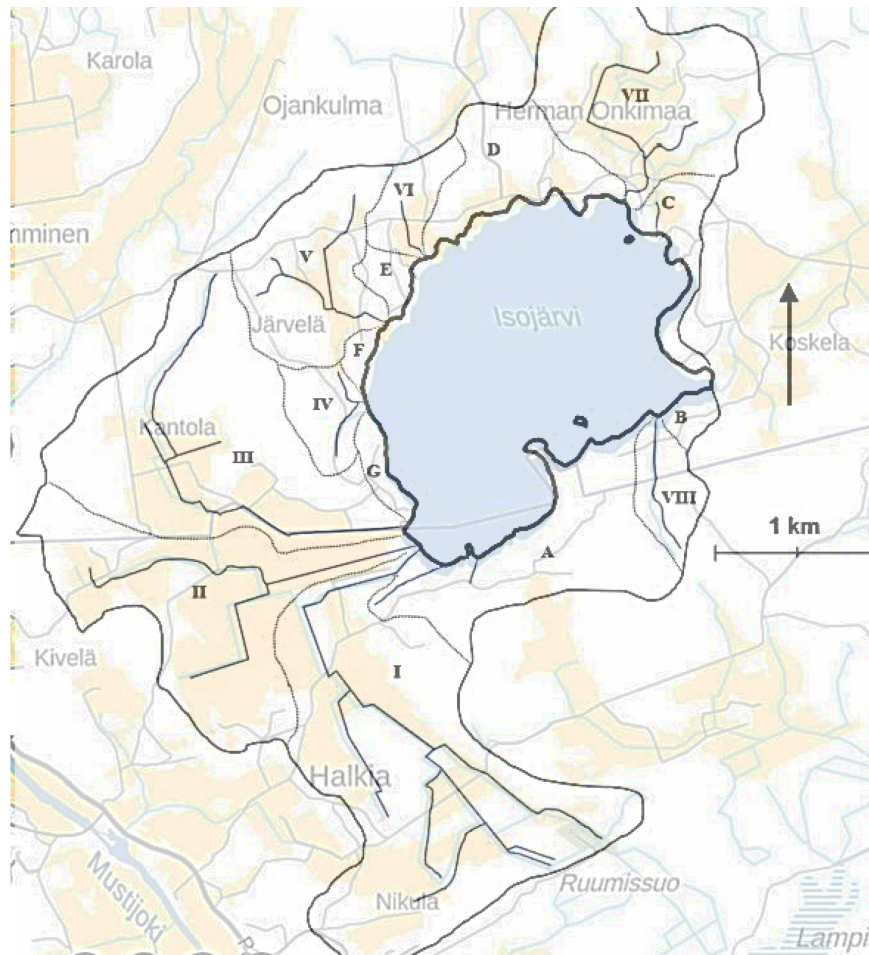 Karola
VII
Ojankulma
Herman Onkimaa
D
VI
C
mminen
V
E
Järvelä
Isojärvi
F
Koskela
IV
B
Kantola
III
G
VIII
1 km
A
II
Kivelä
I
Halkia
Mustijoki
Nikula
Ruumissuo
Lampi